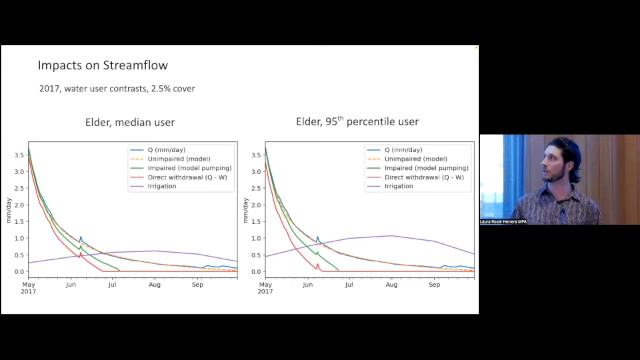 Impacts on Streamflow
2017, water user contrasts, 2.5% cover
Elder, median user
3.5
3.0
2.5
2.0
1.5
1.0
0.5
0.0
mm/day
Q (mm/day)
Unimpaired (model)
Impaired (model pumping)
Direct withdrawal (Q - W)
Irrigation
May
2017
Jun
Jul
Aug
Sep
Elder, 95th percentile user
3.5
3.0
2.5
2.0
1.5
1.0
0.5
0.0
mm/day
Q (mm/day)
Unimpaired (model)
Impaired (model pumping)
Direct withdrawal (Q - W)
Irrigation
May
2017
Jun
Jul
Aug
Sep